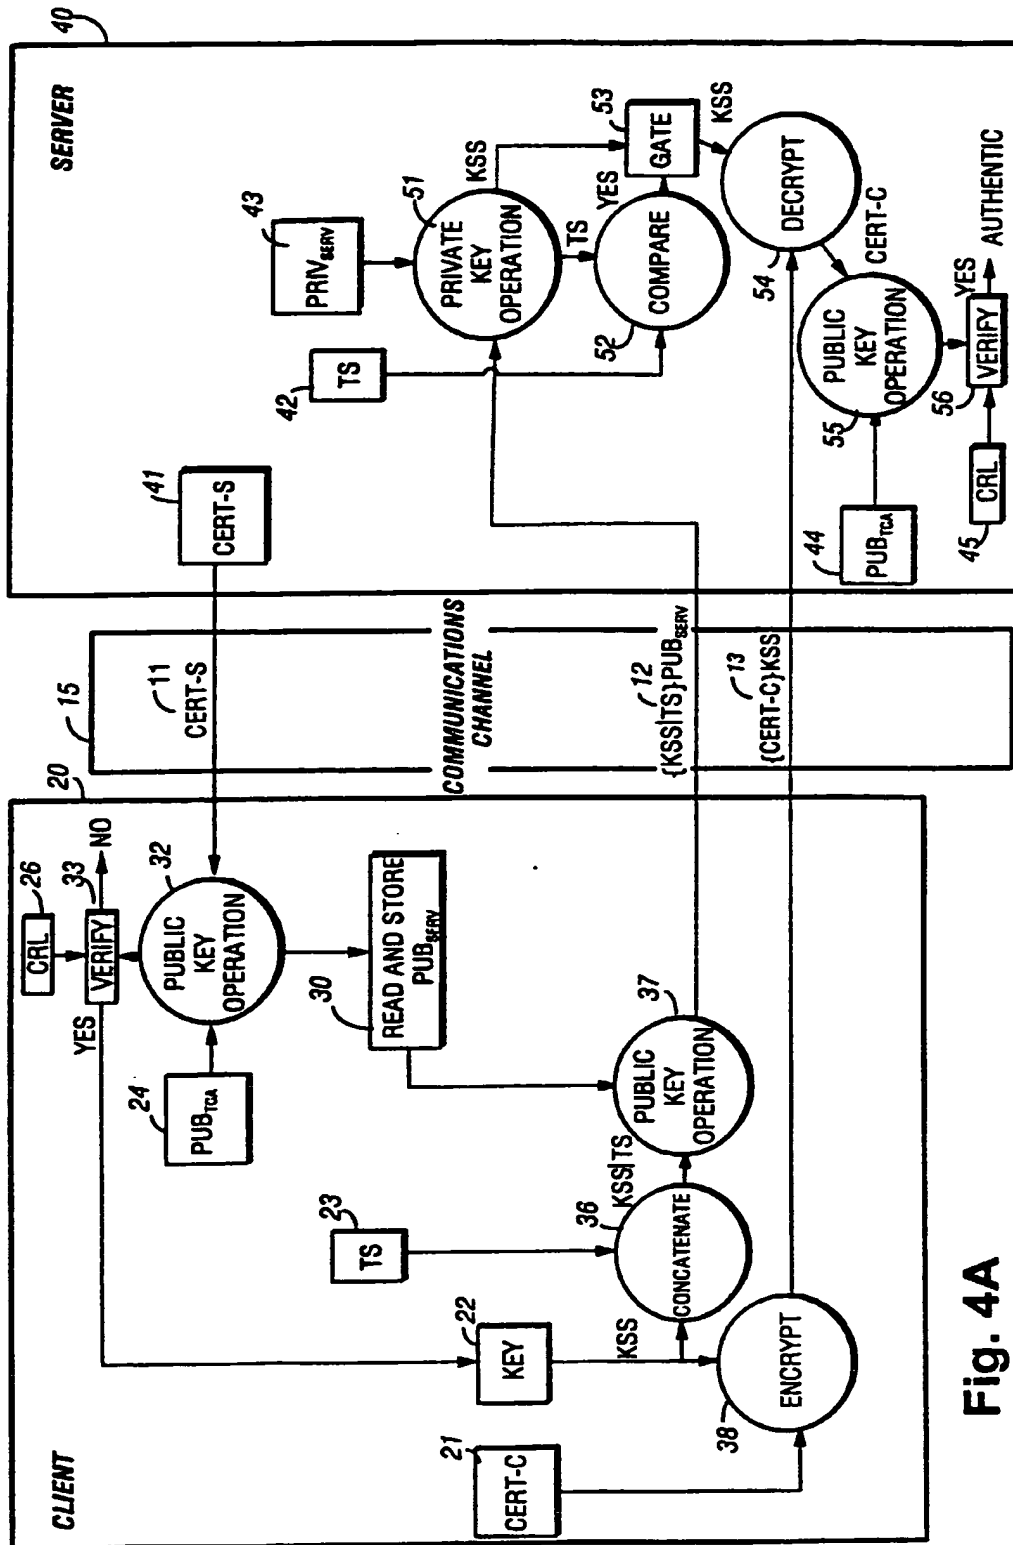 CLIENT
CERT-C
21
KEY
22
TS
23
PUBTCA
24
YES
CRL
26
VERIFY
33
NO
PUBLIC
KEY
OPERATION
32
READ AND STORE
PUBSERV
30
KSS
CONCATENATE
36
KSS|TS
PUBLIC
KEY
OPERATION
37
ENCRYPT
38
20
15
11
CERT-S
COMMUNICATIONS
CHANNEL
12
{KSS|TS}PUBSERV
13
{CERT-C}KSS
SERVER
40
CERT-S
41
TS
42
PRIVSERV
43
PRIVATE
KEY
OPERATION
51
KSS
TS
COMPARE
52
YES
GATE
53
KSS
DECRYPT
54
CERT-C
PUBTCA
44
PUBLIC
KEY
OPERATION
55
CRL
45
VERIFY
56
YES
AUTHENTIC
Fig. 4A